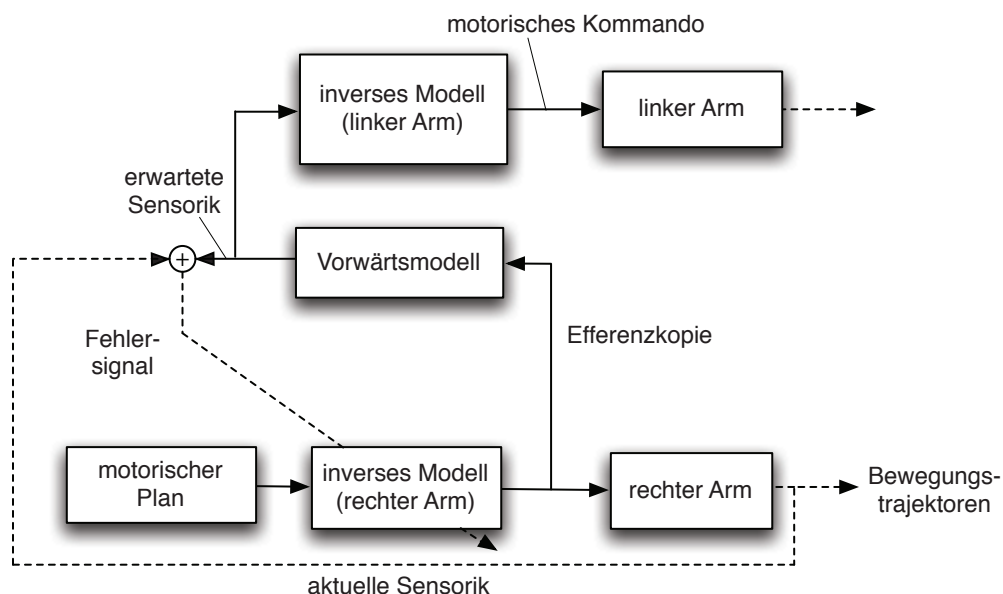 motorisches Kommando
inverses Modell
(linker Arm)
linker Arm
erwartete
Sensorik
+
Vorwärtsmodell
Fehler-
signal
Efferenzkopie
motorischer
Plan
inverses Modell
(rechter Arm)
rechter Arm
Bewegungs-
trajektoren
aktuelle Sensorik